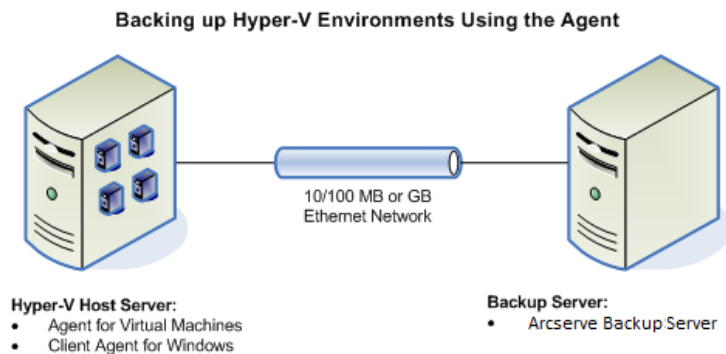 Backing up Hyper-V Environments Using the Agent
10/100 MB or GB
Ethernet Network
Hyper-V Host Server:
• Agent for Virtual Machines
• Client Agent for Windows
Backup Server:
• Arcserve Backup Server